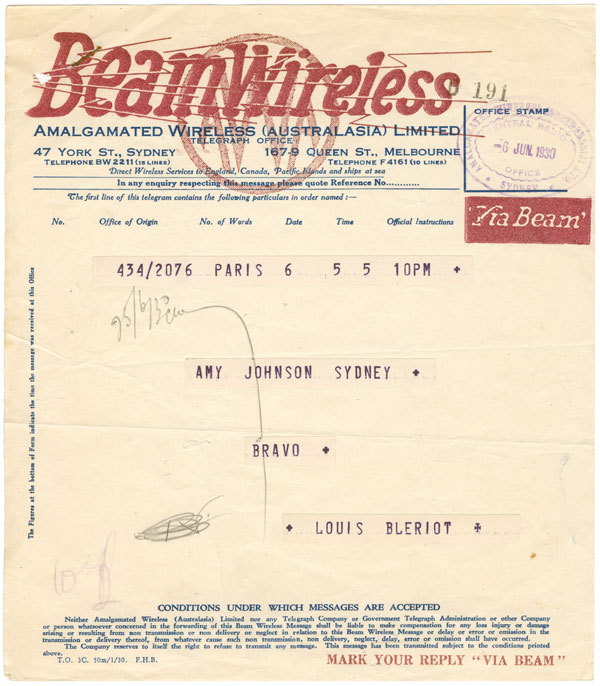 BeamWireless
191
AMALGAMATED WIRELESS (AUSTRALASIA) LIMITED
TELEGRAPH OFFICE
47 YORK ST., SYDNEY 167-9 QUEEN ST., MELBOURNE
TELEPHONE BW 2211 (18 LINES) TELEPHONE F4161 (10 LINES)
Direct Wireless Services to England, Canada, Pacific Islands and ships at sea
In any enquiry respecting this message please quote Reference No............
OFFICE STAMP
-6 JUN. 1930
OFFICE
SYDNEY
The first line of this telegram contains the following particulars in order named :—
'Via Beam'
No. Office of Origin No. of Words Date Time Official Instructions
434/2076 PARIS 6 5 5 10PM +
AMY JOHNSON SYDNEY +
BRAVO +
+ LOUIS BLERIOT +
The Figures at the bottom of Form indicate the time the message was received at this Office
CONDITIONS UNDER WHICH MESSAGES ARE ACCEPTED
Neither Amalgamated Wireless (Australasia) Limited nor any Telegraph Company or Government Telegraph Administration or other Company
or person whatsoever concerned in the forwarding of this Beam Wireless Message shall be liable to make compensation for any loss injury or damage
arising or resulting from non transmission or non delivery or neglect in relation to this Beam Wireless Message or delay or error or omission in the
transmission or delivery thereof, from whatever cause such non transmission, non delivery, neglect, delay, error or omission shall have occurred.
The Company reserves to itself the right to refuse to transmit any message. This message has been transmitted subject to the conditions printed
above.
T.O. 3C. 50m/1/30. F.H.B.
MARK YOUR REPLY "VIA BEAM"